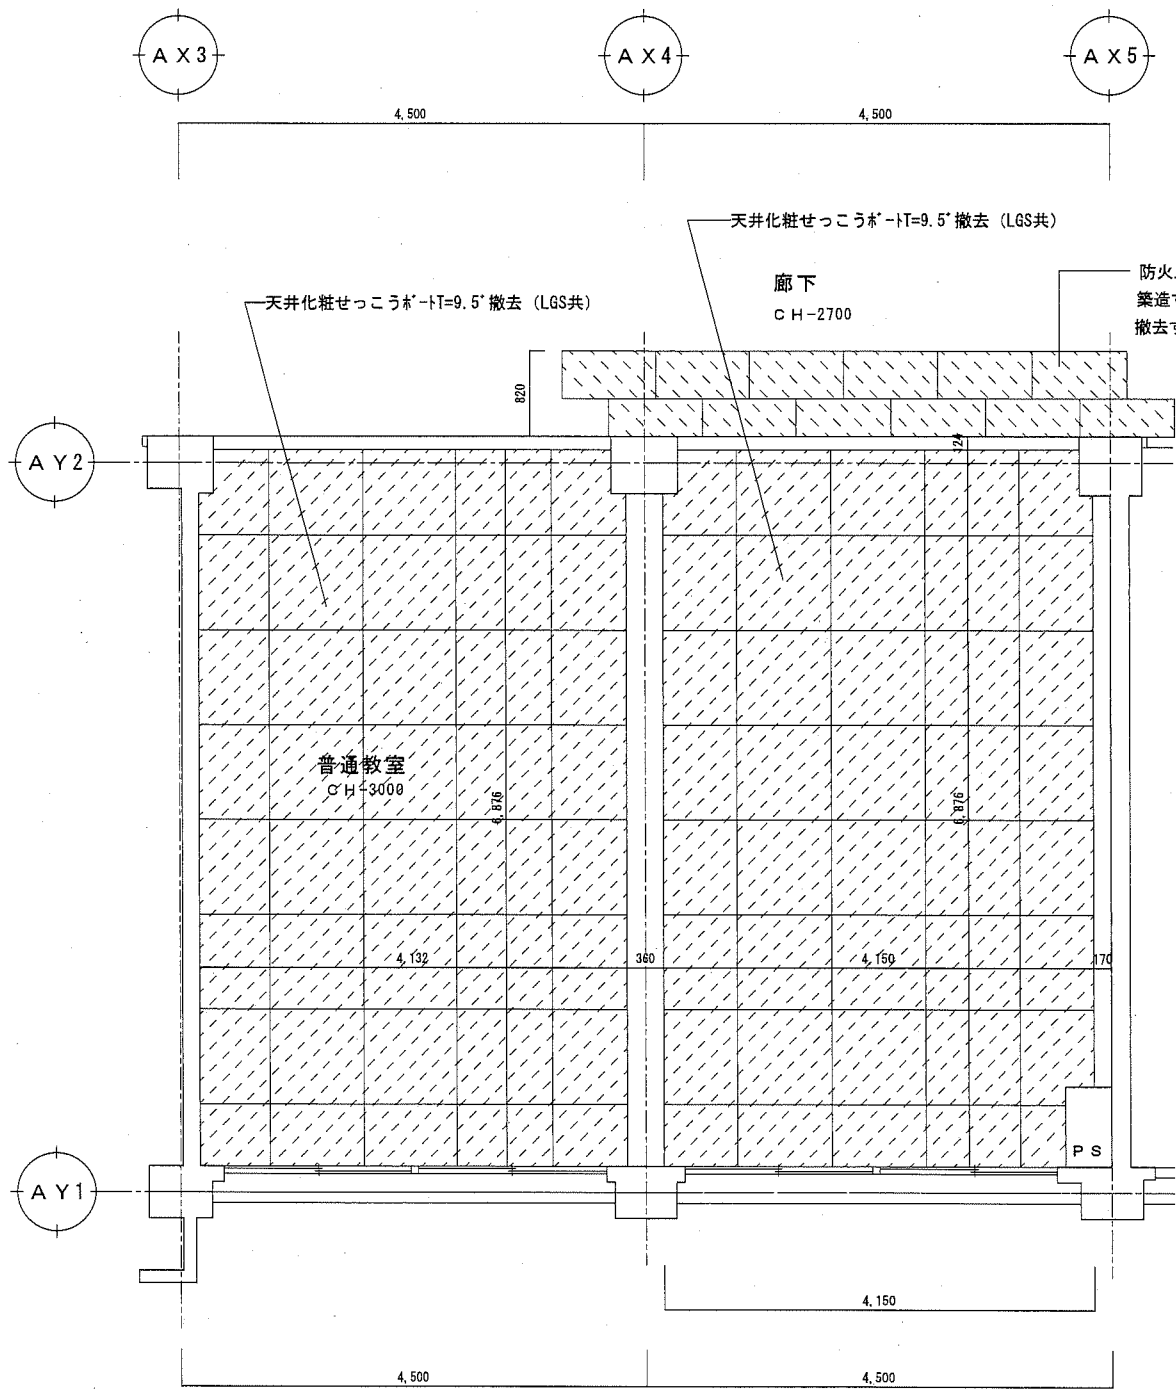 AX3
AX4
AX5
4,500
4,500
天井化粧せっこうボードT=9.5 撤去 (LGS共)
廊下
CH-2700
防火
築造
撤去す
天井化粧せっこうボードT=9.5 撤去 (LGS共)
820
AY2
124
普通教室
CH-3000
6,876
6,876
4,132
360
4,150
170
PS
AY1
4,150
4,500
4,500